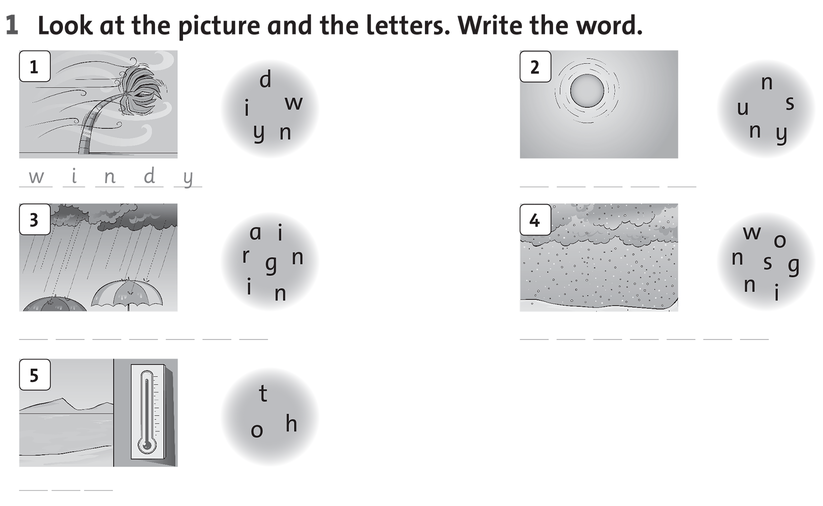 1 Look at the picture and the letters. Write the word.
1
d
i w
y n
w i n d y
2
n
u s
n y
3
a i
r g n
i n
4
w o
n s g
n i
5
t
o h